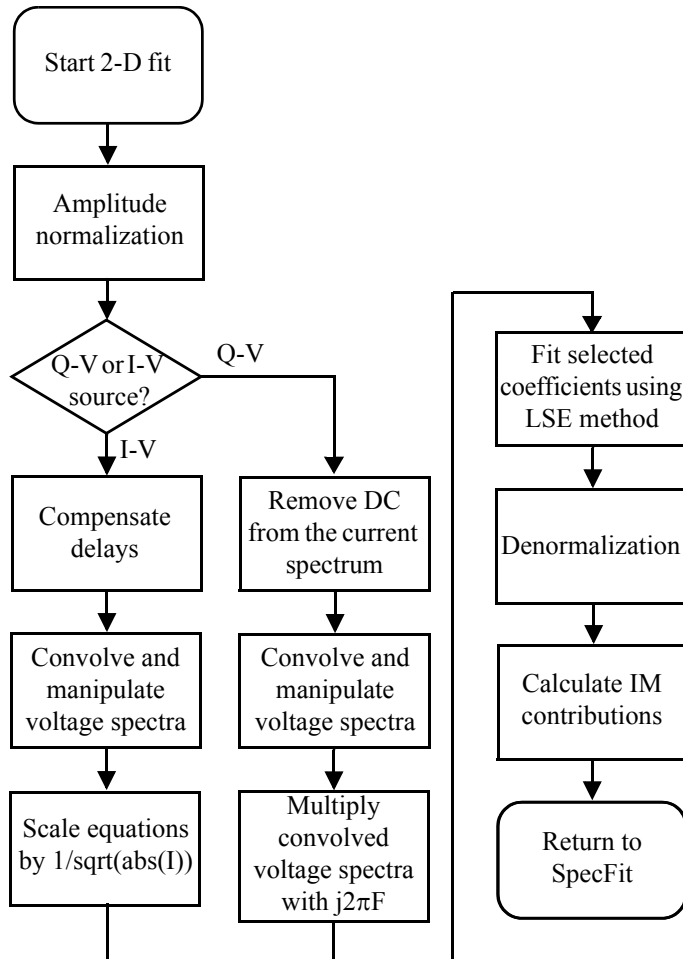 Start 2-D fit
Amplitude
normalization
Q-V or I-V
source?
Q-V
I-V
Compensate
delays
Convolve and
manipulate
voltage spectra
Scale equations
by 1/sqrt(abs(I))
Remove DC
from the current
spectrum
Convolve and
manipulate
voltage spectra
Multiply
convolved
voltage spectra
with j2πF
Fit selected
coefficients using
LSE method
Denormalization
Calculate IM
contributions
Return to
SpecFit